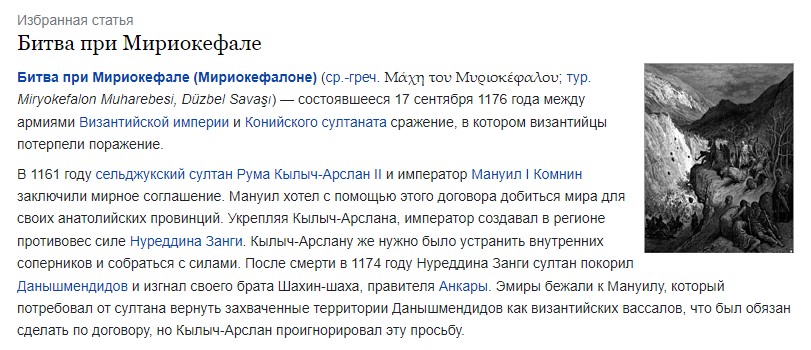 Избранная статья
Битва при Мириокефале
Битва при Мириокефале (Мириокефалоне) (ср.-греч. Μάχη του Μυριοκέφαλου; тур.
Miryokefalon Muharebesi, Düzbel Savaşı) — состоявшееся 17 сентября 1176 года между
армиями Византийской империи и Конийского султаната сражение, в котором византийцы
потерпели поражение.
В 1161 году сельджукский султан Рума Кылыч-Арслан II и император Мануил I Комнин
заключили мирное соглашение. Мануил хотел с помощью этого договора добиться мира для
своих анатолийских провинций. Укрепляя Кылыч-Арслана, император создавал в регионе
противовес силе Нуреддина Занги. Кылыч-Арслану же нужно было устранить внутренних
соперников и собраться с силами. После смерти в 1174 году Нуреддина Занги султан покорил
Данышмендидов и изгнал своего брата Шахин-шаха, правителя Анкары. Эмиры бежали к Мануилу, который
потребовал от султана вернуть захваченные территории Данышмендидов как византийских вассалов, что был обязан
сделать по договору, но Кылыч-Арслан проигнорировал эту просьбу.